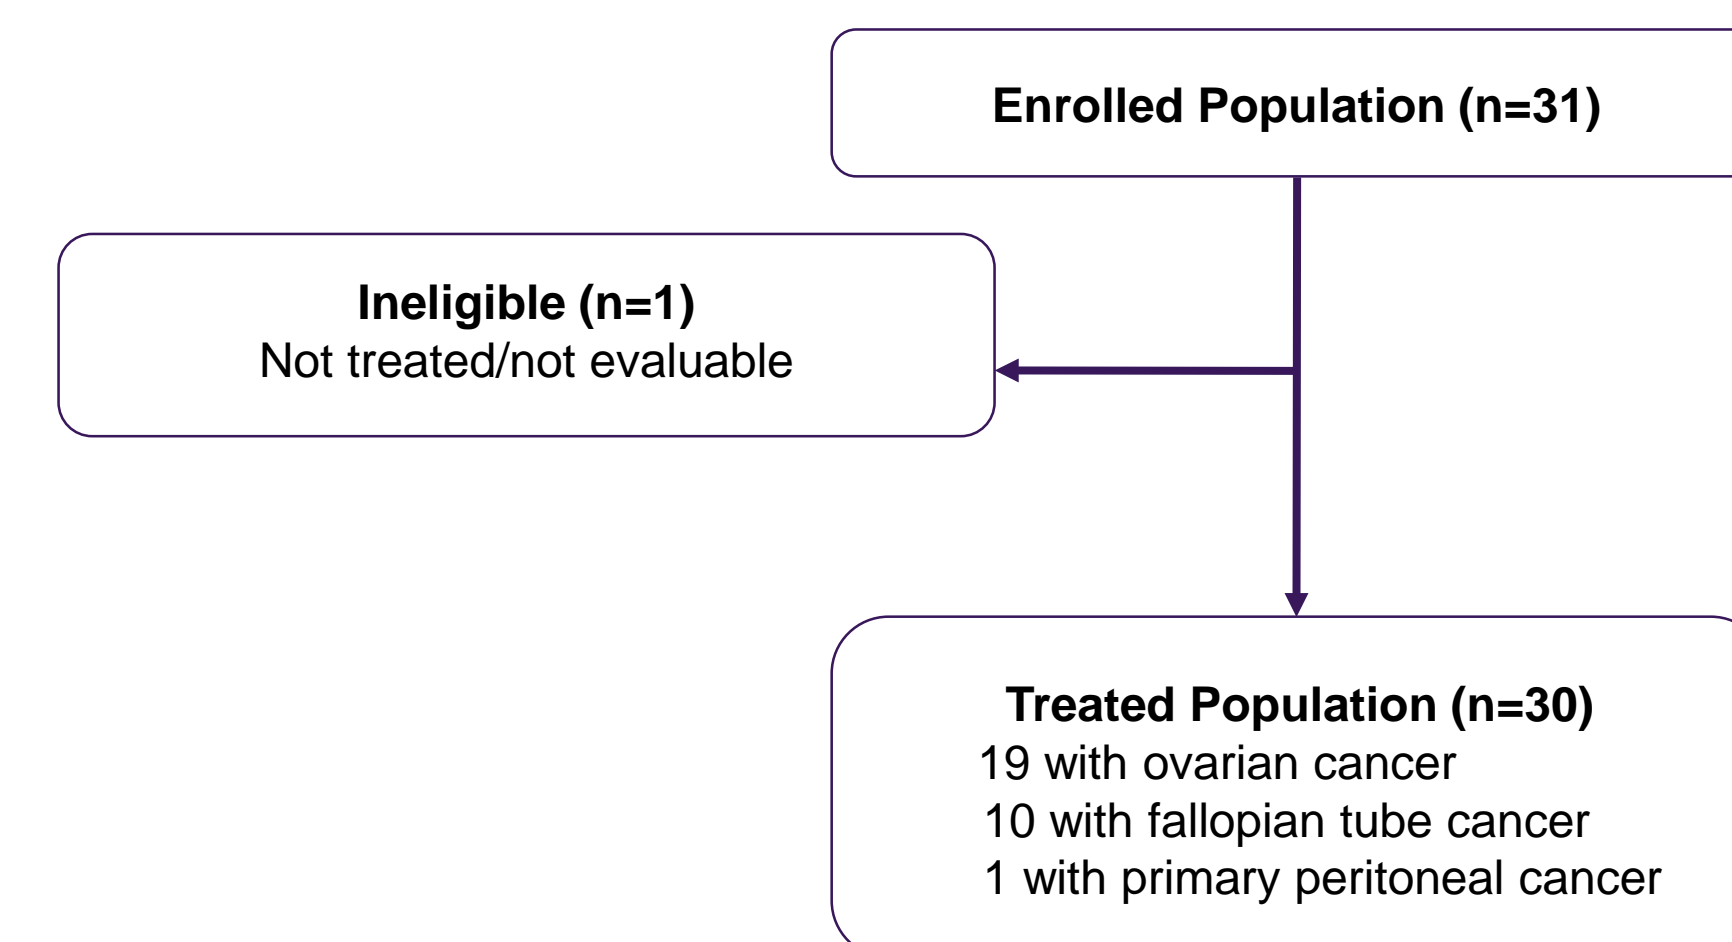 Enrolled Population (n=31)
Ineligible (n=1)
Not treated/not evaluable
Treated Population (n=30)
19 with ovarian cancer
10 with fallopian tube cancer
1 with primary peritoneal cancer